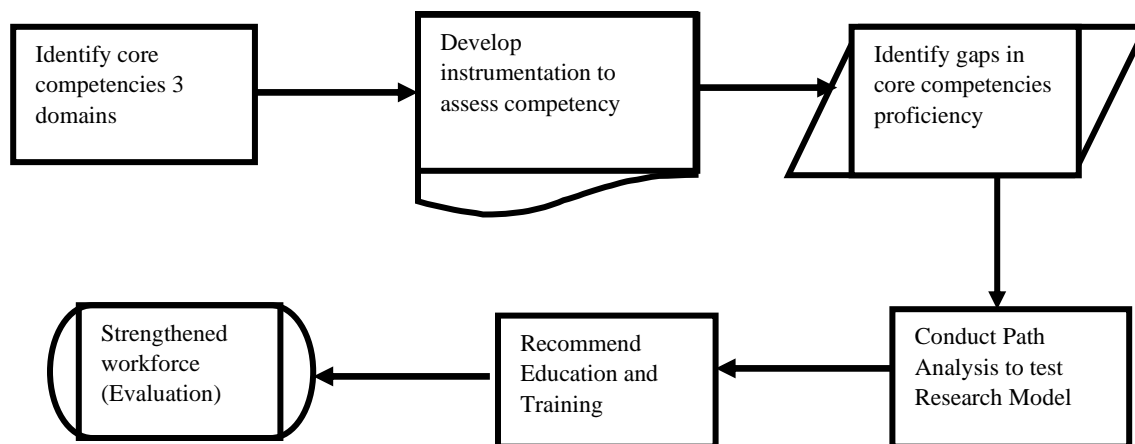 Identify core
competencies 3
domains
Develop
instrumentation to
assess competency
Identify gaps in
core competencies
proficiency
Conduct Path
Analysis to test
Research Model
Recommend
Education and
Training
Strengthened
workforce
(Evaluation)